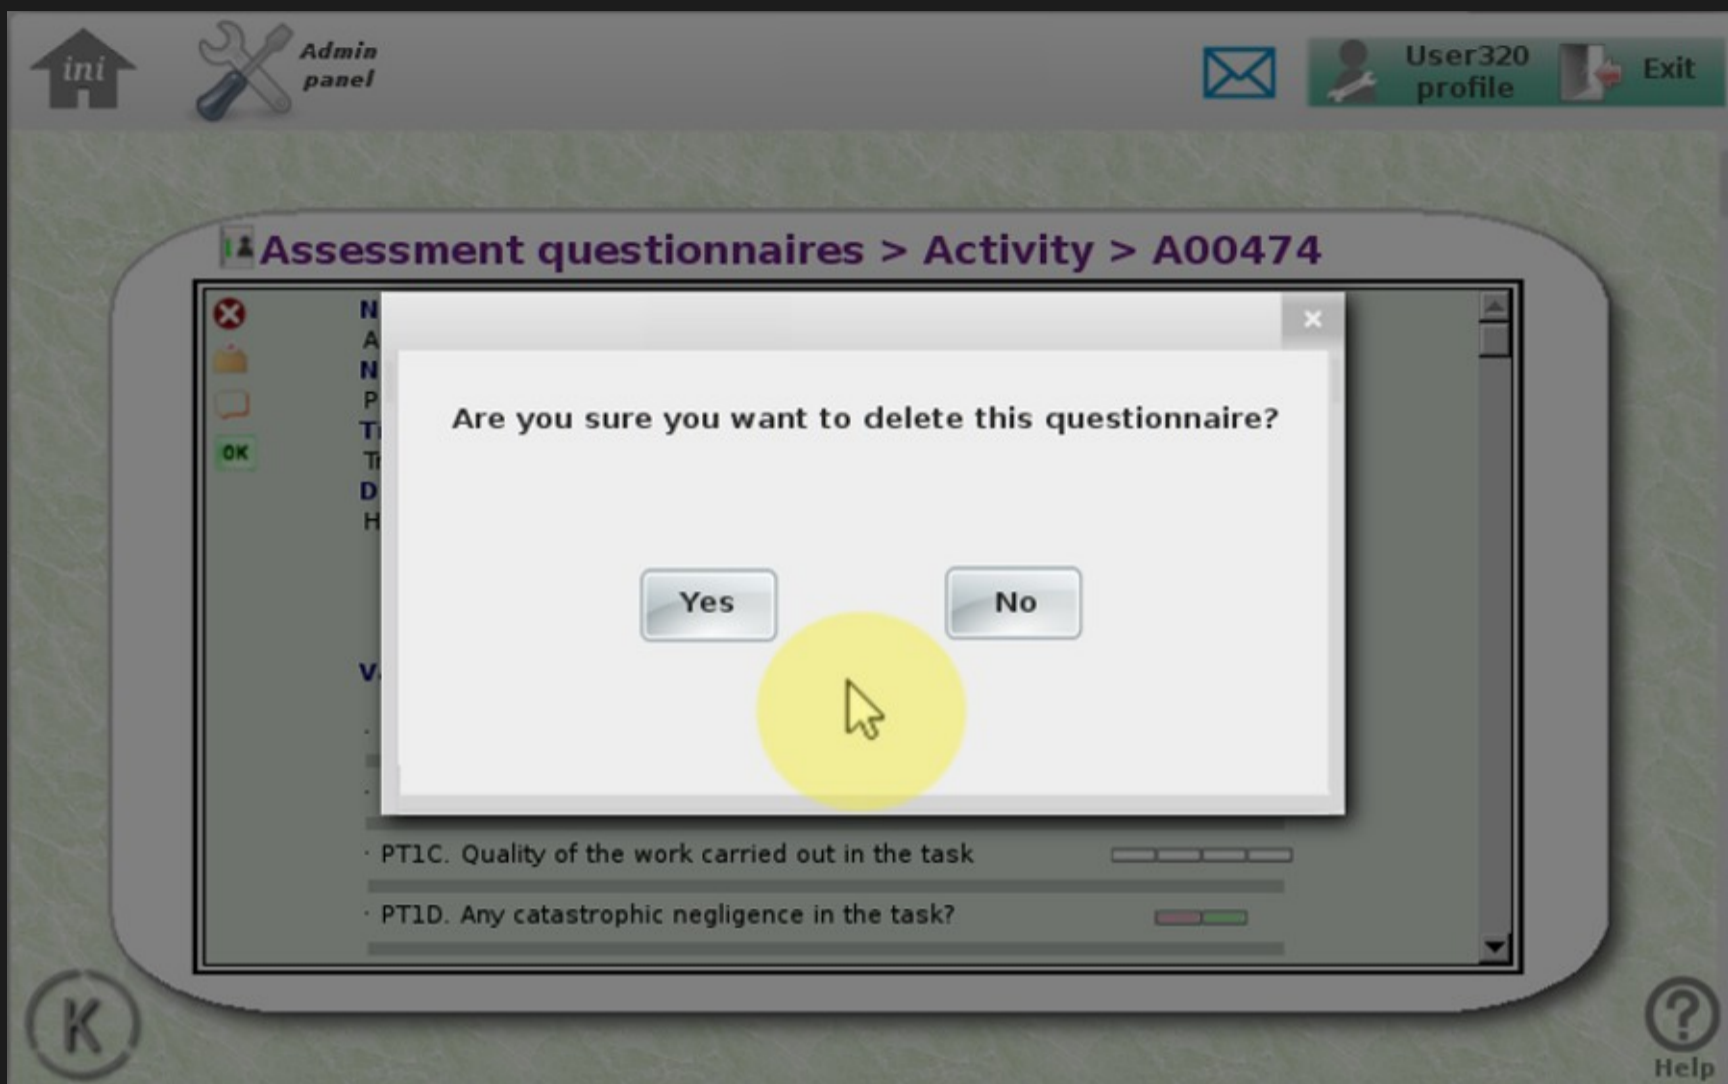 ini
Admin
panel
User320
profile
Exit
Assessment questionnaires > Activity > A00474
N
A
N
P
OK
D
H
Are you sure you want to delete this questionnaire?
Yes
No
V
· PT1C. Quality of the work carried out in the task
· PT1D. Any catastrophic negligence in the task?
K
Help